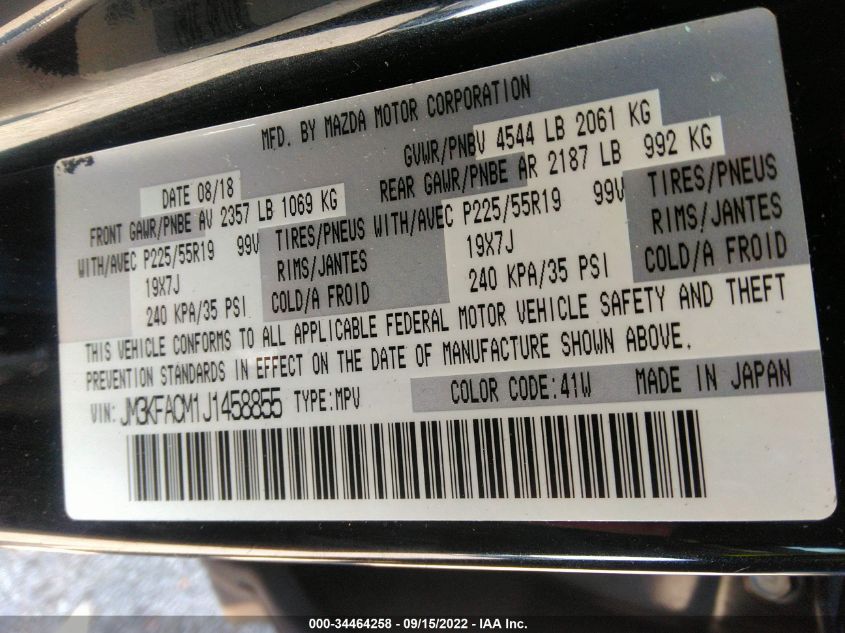 MFD. BY MAZDA MOTOR CORPORATION
DATE 08/18 GVWR/PNBV 4544 LB 2061 KG
FRONT GAWR/PNBE AV 2357 LB 1069 KG REAR GAWR/PNBE AR 2187 LB 992 KG
WITH/AVEC P225/55R19 99V TIRES/PNEUS WITH/AVEC P225/55R19 99V TIRES/PNEUS
19X7J RIMS/JANTES 19X7J RIMS/JANTES
240 KPA/35 PSI COLD/A FROID 240 KPA/35 PSI COLD/A FROID
THIS VEHICLE CONFORMS TO ALL APPLICABLE FEDERAL MOTOR VEHICLE SAFETY AND THEFT
PREVENTION STANDARDS IN EFFECT ON THE DATE OF MANUFACTURE SHOWN ABOVE.
VIN: JM3KFACM1J1458855 TYPE:MPV COLOR CODE:41W MADE IN JAPAN
000-34464258 - 09/15/2022 - IAA Inc.